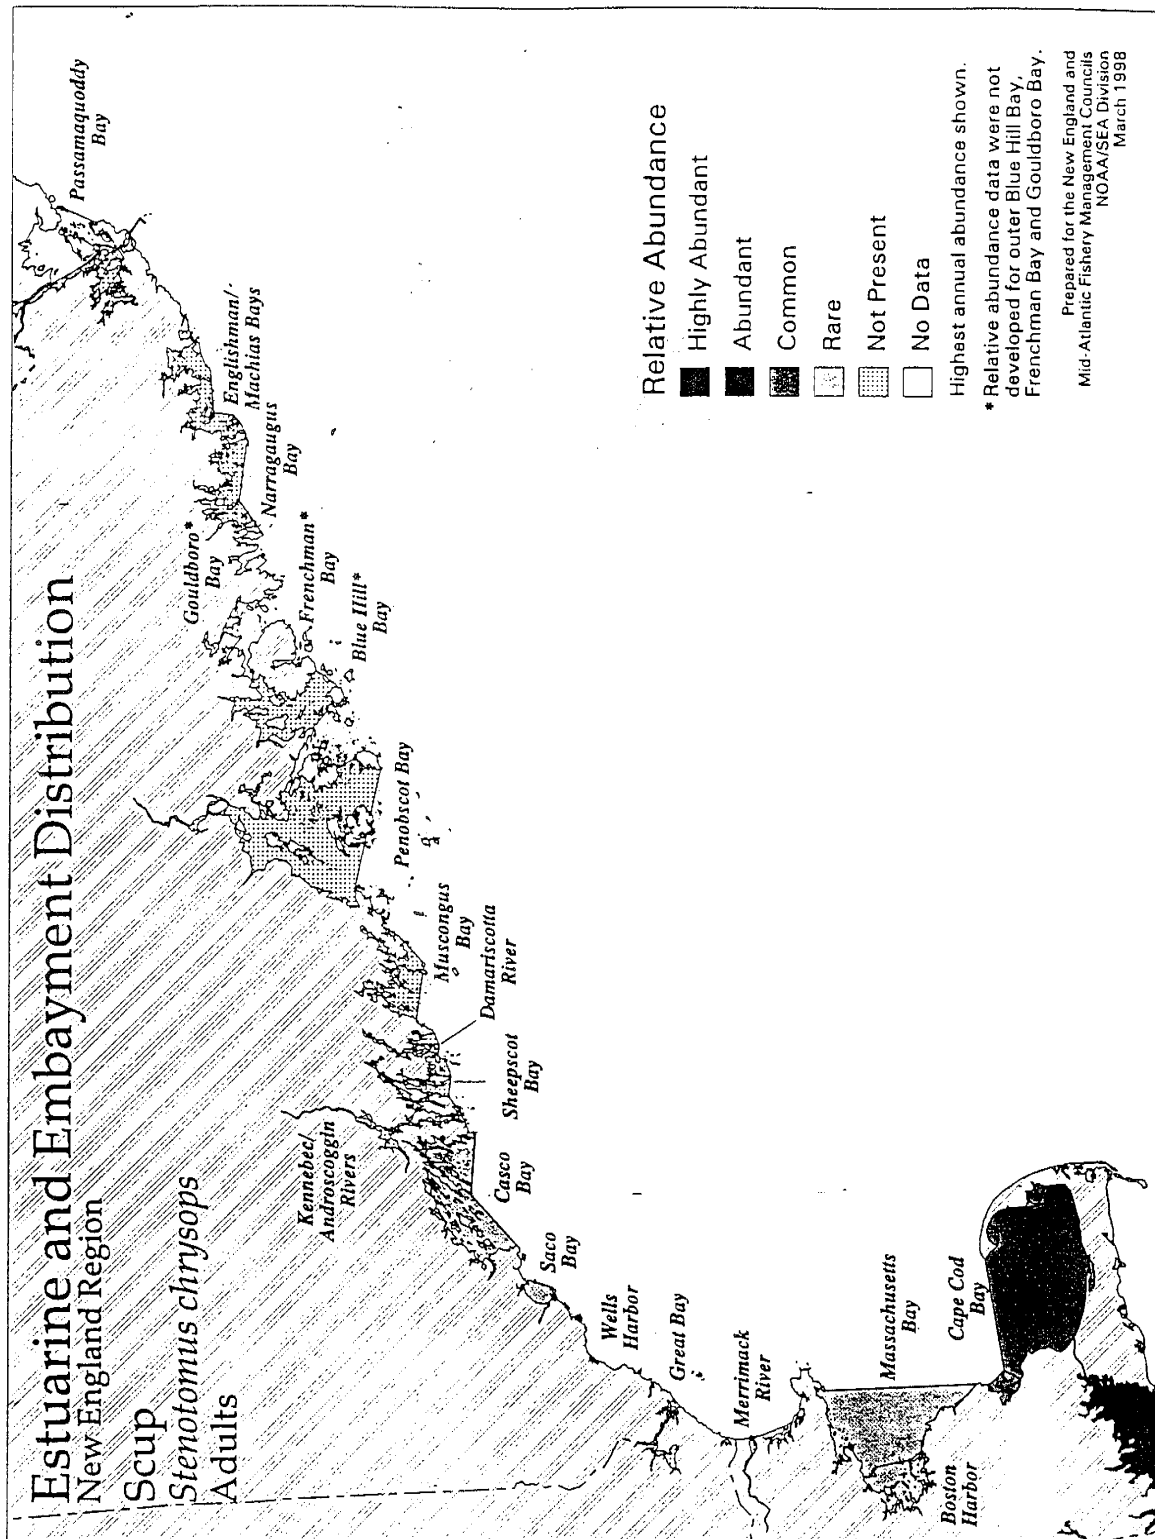 Estuarine and Embayment Distribution
New England Region
Scup
Stenotomus chrysops
Adults
Passamaquoddy
Bay
Englishman/
Machias Bays
Narragaugus
Bay
Gouldboro*
Bay
Frenchman*
Bay
Blue Hill*
Bay
Penobscot Bay
Muscongus
Bay
Damariscotta
River
Sheepscot
Bay
Kennebec/
Androscoggin
Rivers
Casco
Bay
Saco
Bay
Wells
Harbor
Great Bay
Merrimack
River
Massachusetts
Bay
Boston
Harbor
Cape Cod
Bay
Relative Abundance
Highly Abundant
Abundant
Common
Rare
Not Present
No Data
Highest annual abundance shown.
* Relative abundance data were not
developed for outer Blue Hill Bay,
Frenchman Bay and Gouldboro Bay.
Prepared for the New England and
Mid-Atlantic Fishery Management Councils
NOAA/SEA Division
March 1998